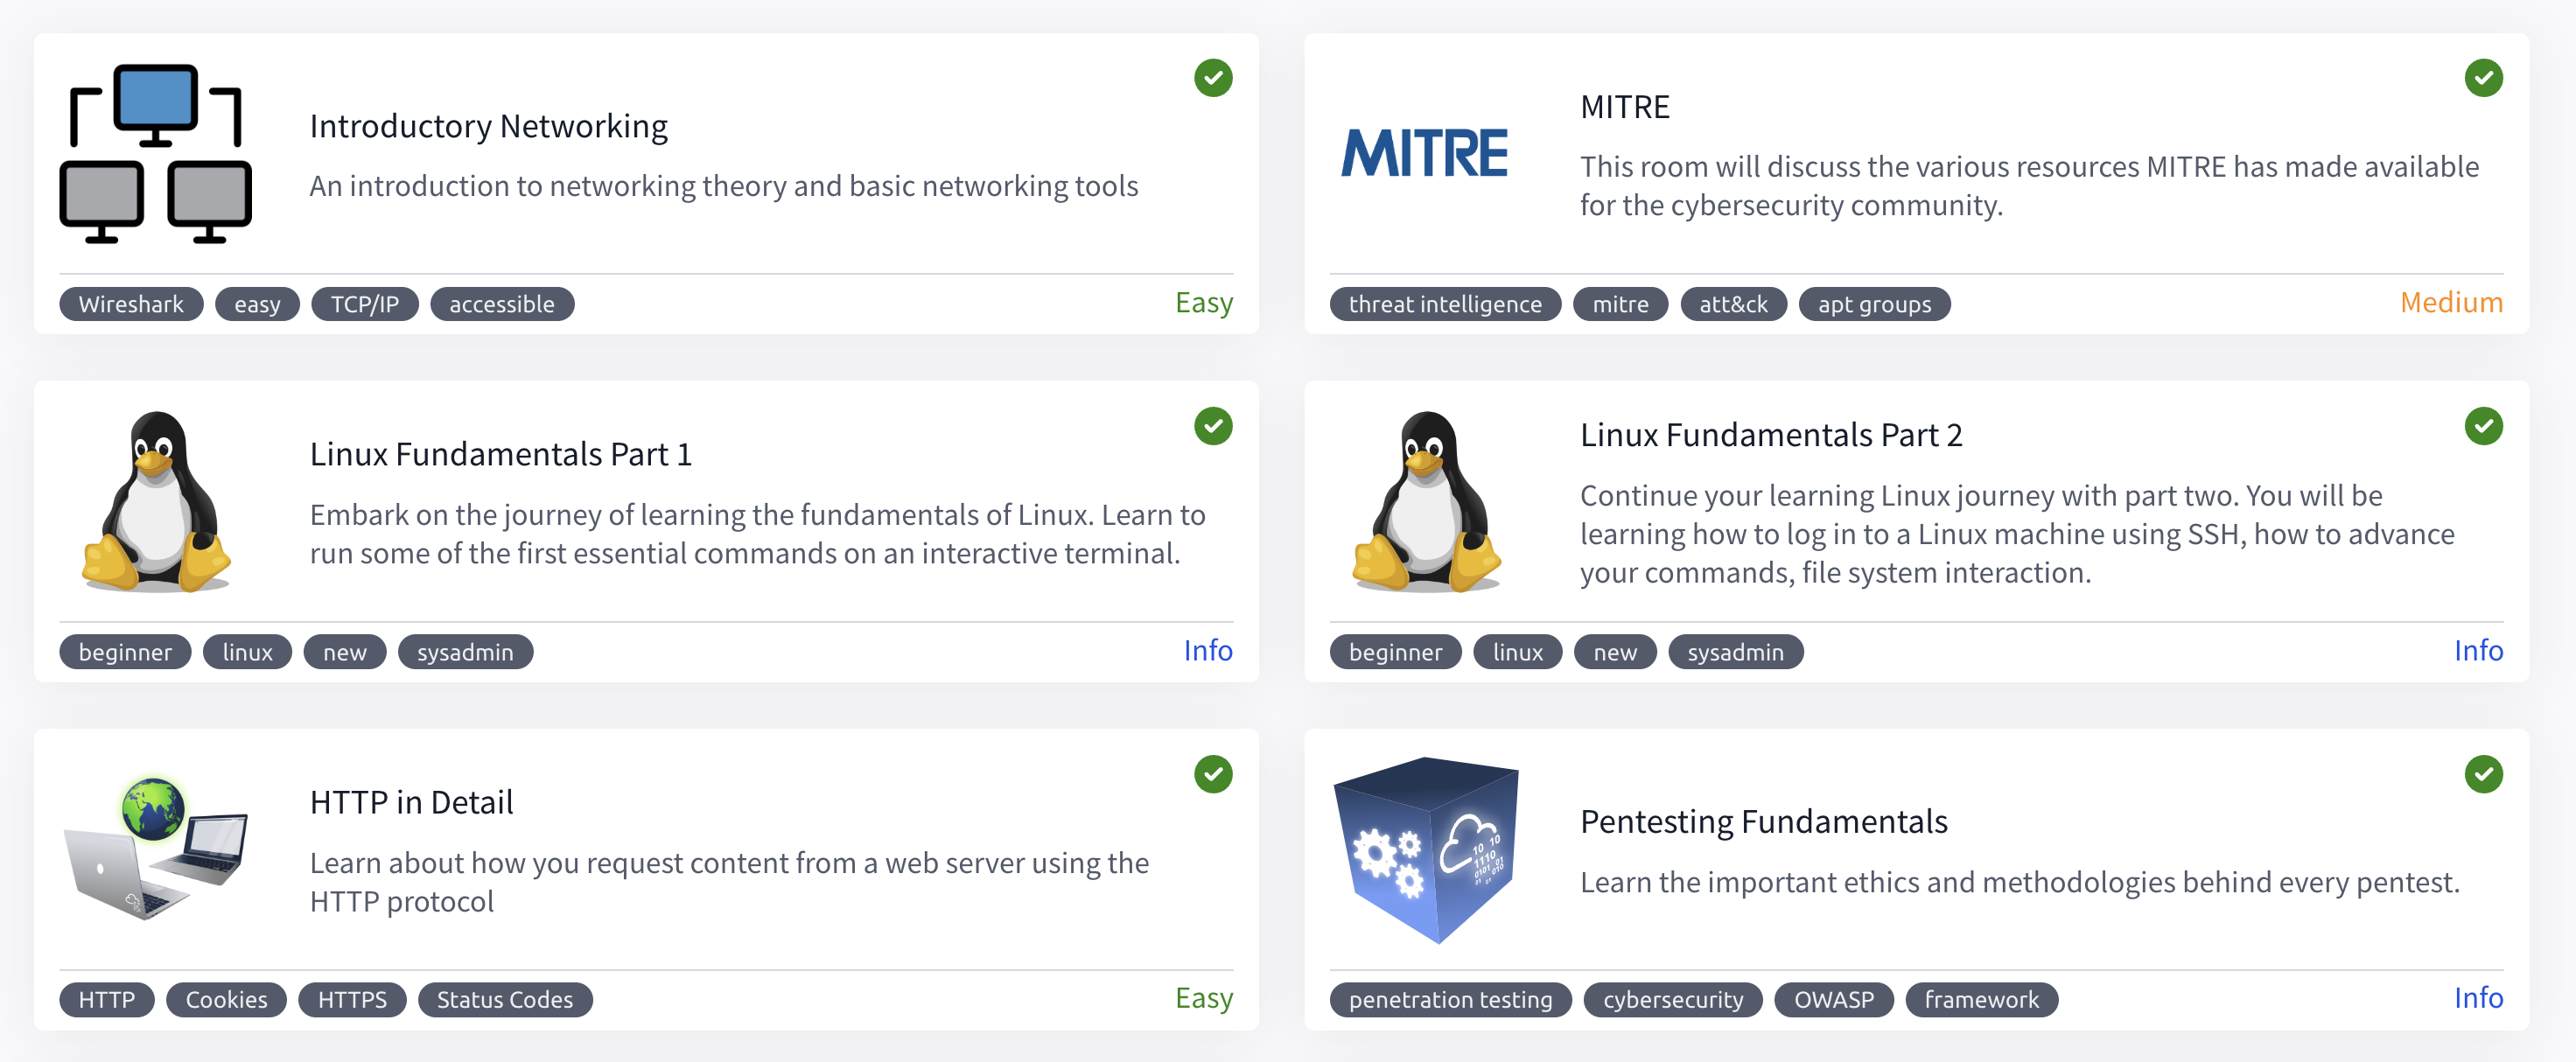 Introductory Networking
An introduction to networking theory and basic networking tools
Wireshark easy TCP/IP accessible Easy
MITRE
MITRE
This room will discuss the various resources MITRE has made available
for the cybersecurity community.
threat intelligence mitre att&ck apt groups Medium
Linux Fundamentals Part 1
Embark on the journey of learning the fundamentals of Linux. Learn to
run some of the first essential commands on an interactive terminal.
beginner linux new sysadmin Info
Linux Fundamentals Part 2
Continue your learning Linux journey with part two. You will be
learning how to log in to a Linux machine using SSH, how to advance
your commands, file system interaction.
beginner linux new sysadmin Info
HTTP in Detail
Learn about how you request content from a web server using the
HTTP protocol
HTTP Cookies HTTPS Status Codes Easy
10 10
1110
Pentesting Fundamentals
Learn the important ethics and methodologies behind every pentest.
penetration testing cybersecurity OWASP framework Info